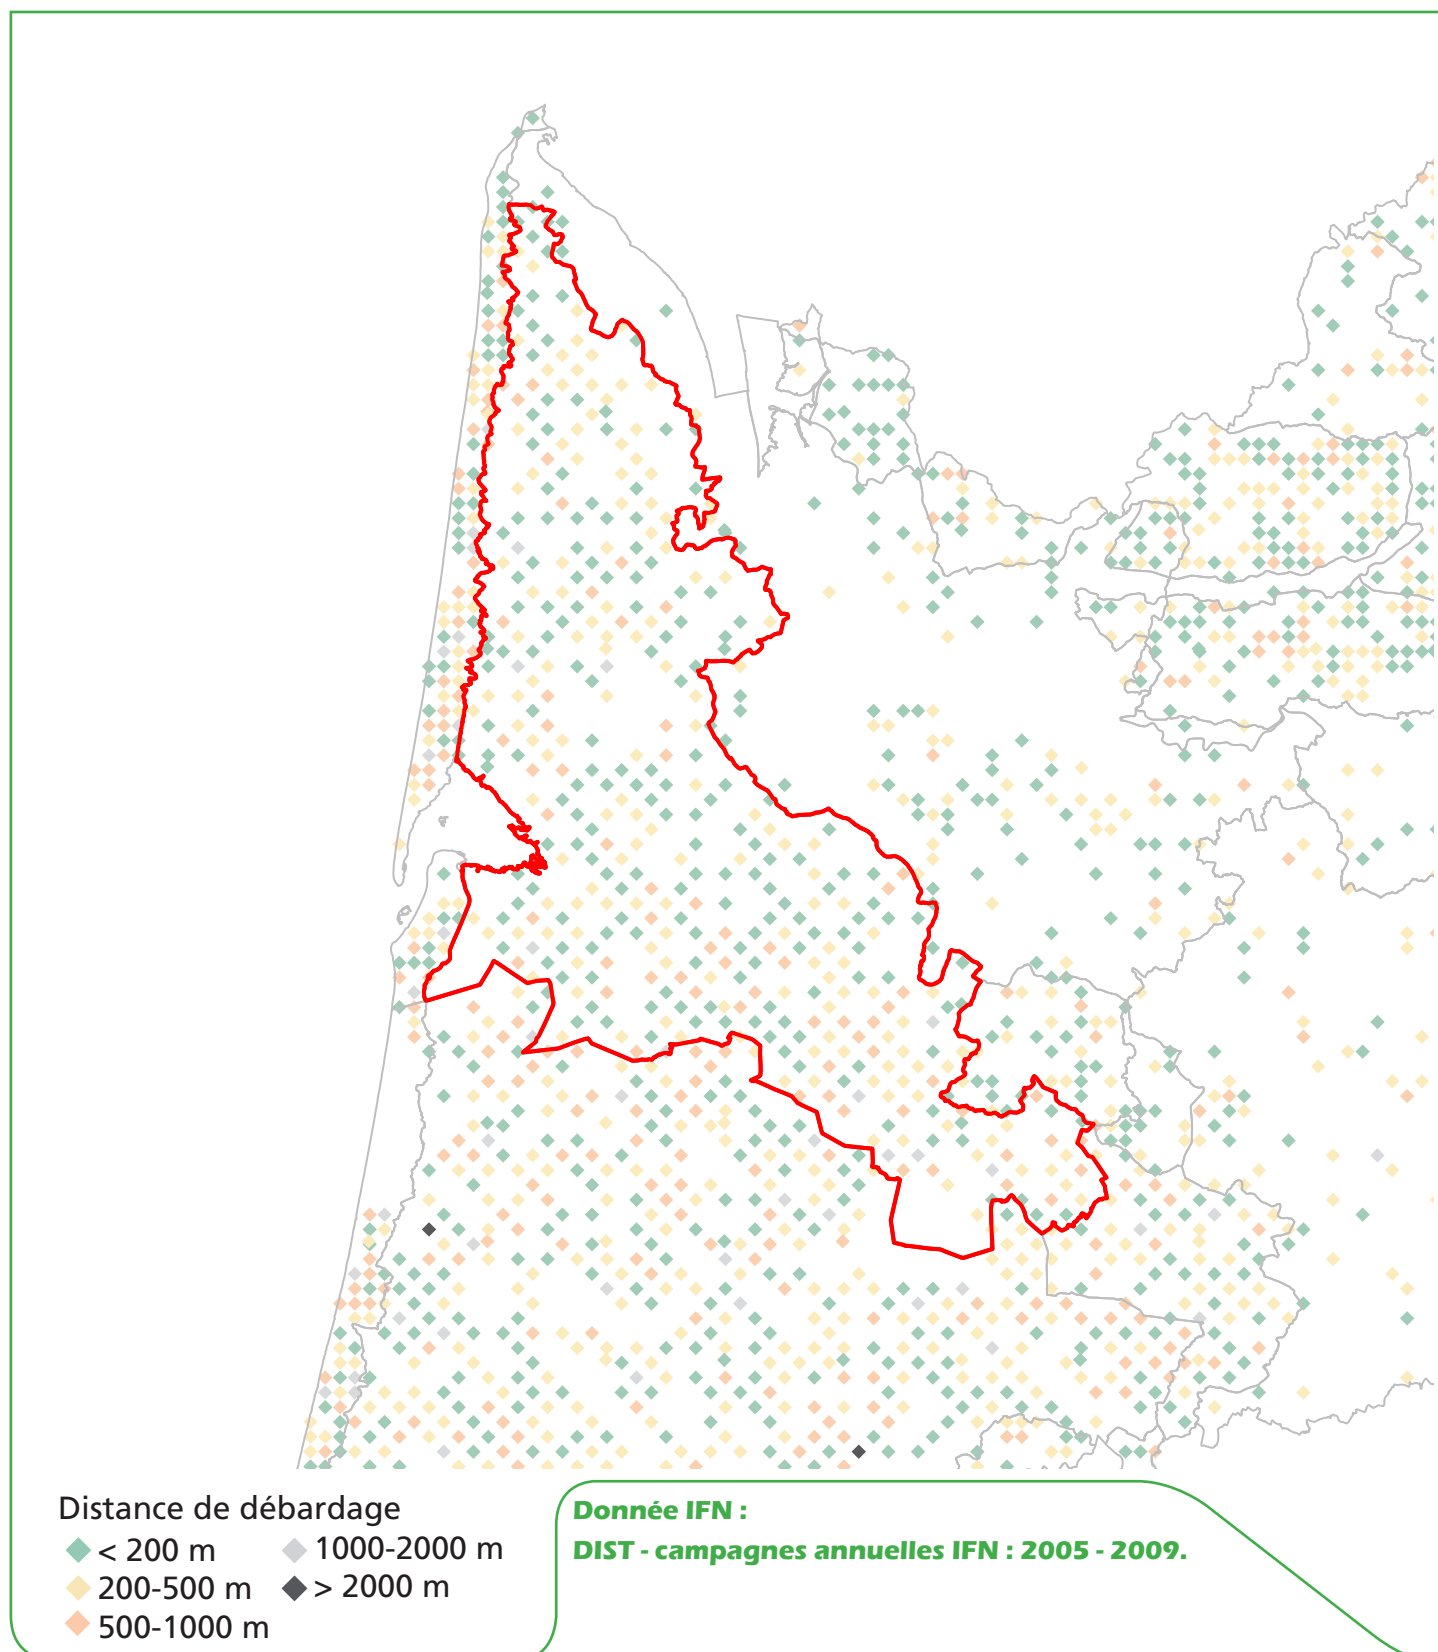 Distance de débardage
< 200 m
200-500 m
500-1000 m
1000-2000 m
> 2000 m
Donnée IFN :
DIST - campagnes annuelles IFN : 2005 - 2009.